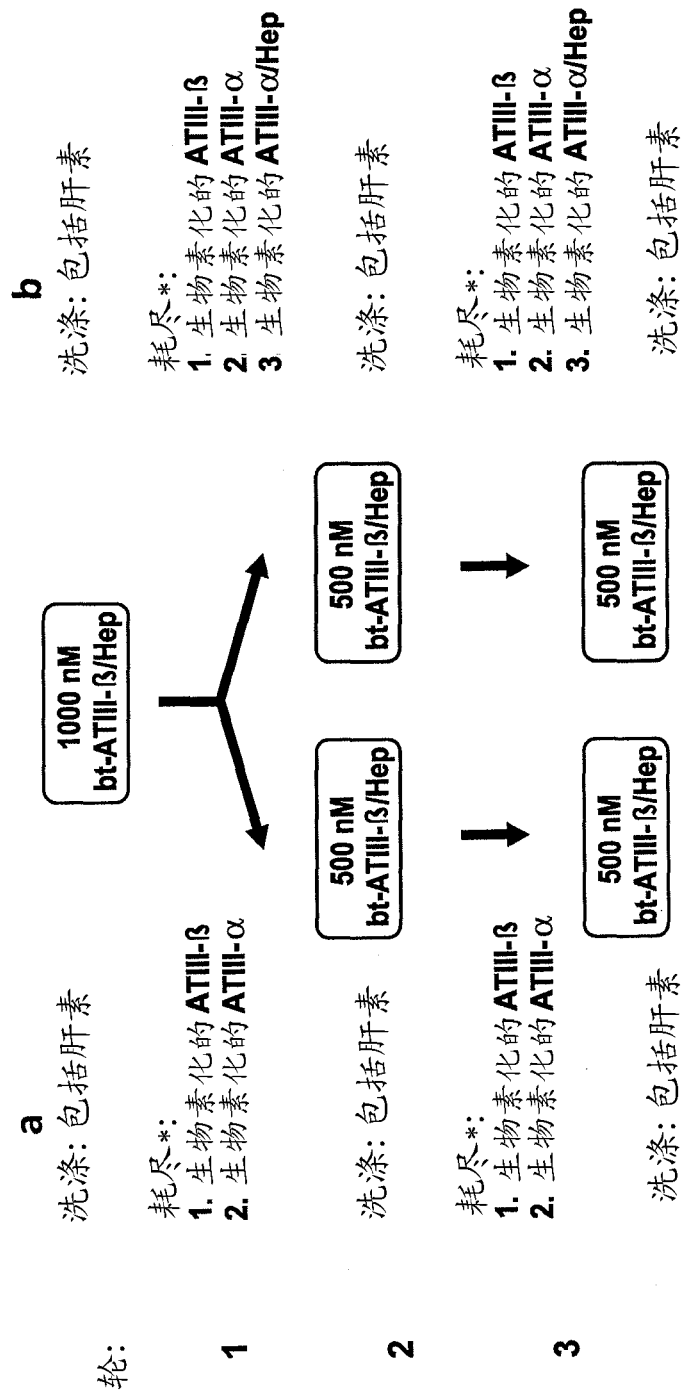 轮:
a
b
1
洗涤: 包括肝素
1000 nM
bt-ATIII-ß/Hep
洗涤: 包括肝素
耗尽*:
1. 生物素化的 ATIII-ß
2. 生物素化的 ATIII-α
耗尽*:
1. 生物素化的 ATIII-ß
2. 生物素化的 ATIII-α
3 生物素化的 ATIII-α/Hep
2
洗涤: 包括肝素
500 nM
bt-ATIII-ß/Hep
500 nM
bt-ATIII-ß/Hep
洗涤: 包括肝素
耗尽*:
1. 生物素化的 ATIII-ß
2. 生物素化的 ATIII-α
耗尽*:
1. 生物素化的 ATIII-ß
2. 生物素化的 ATIII-α
3. 生物素化的 ATIII-α/Hep
3
洗涤: 包括肝素
500 nM
bt-ATIII-ß/Hep
500 nM
bt-ATIII-ß/Hep
洗涤: 包括肝素